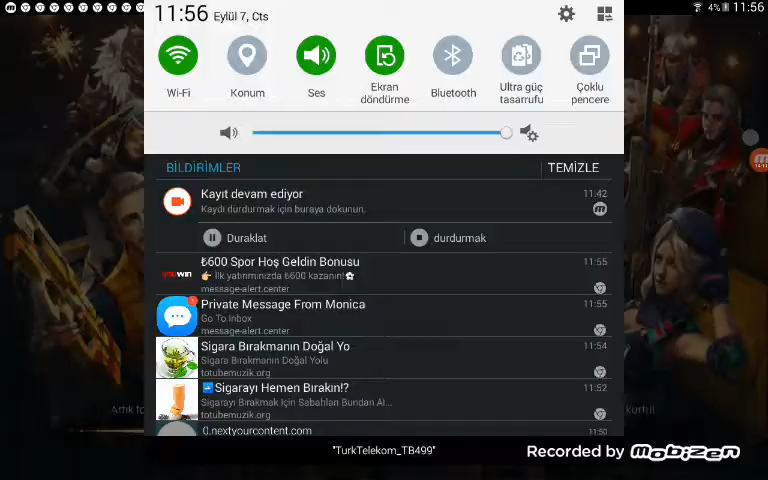 11:56 Eylül 7, Cts
4% 11:56
Wi-Fi
Konum
Ses
Ekran döndürme
Bluetooth
Ultra güç tasarrufu
Çoklu pencere
BİLDİRİMLER
TEMİZLE
Kayıt devam ediyor 11:42
Kaydı durdurmak için buraya dokunun.
Duraklat
durdurmak
₺600 Spor Hoş Geldin Bonusu 11:55
youwin
👉 İlk yatırımınızda ₺600 kazanın!⚽
message-alert.center
Private Message From Monica 11:55
Go To Inbox
message-alert.center
Sigara Bırakmanın Doğal Yo 11:54
Sigara Bırakmanın Doğal Yolu
totubemuzik.org
➡️Sigarayı Hemen Bırakın!? 11:52
Sigarayı Bırakmak İçin Sabahları Bundan Al...
totubemuzik.org
0.nextyourcontent.com 11:50
"TurkTelekom_TB499"
Recorded by Mobizen